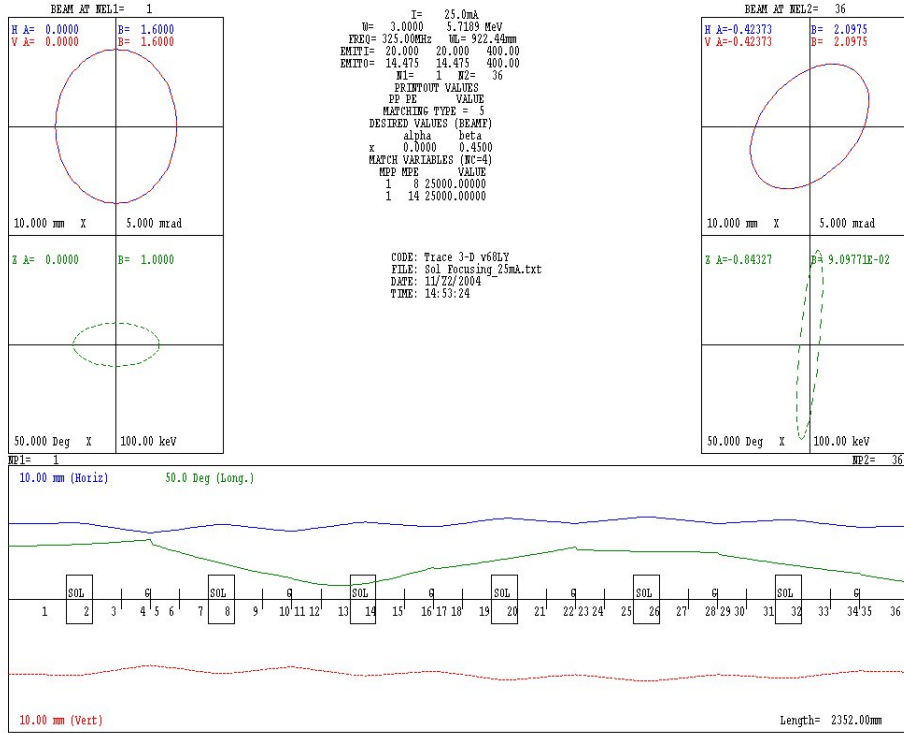 BEAM AT NEL1= 1
H A= 0.0000 B= 1.6000
V A= 0.0000 B= 1.6000
10.000 mm X 5.000 mrad
Z A= 0.0000 B= 1.0000
50.000 Deg X 100.00 keV
NP1= 1
I= 25.0mA
W= 3.0000 5.7189 MeV
FREQ= 325.00MHz WL= 922.44mm
EMITI= 20.000 20.000 400.00
EMITO= 14.475 14.475 400.00
N1= 1 N2= 36
PRINTOUT VALUES
PP PE VALUE
MATCHING TYPE = 5
DESIRED VALUES (BEAMF)
alpha beta
x 0.0000 0.4500
MATCH VARIABLES (NC=4)
MPP MPE VALUE
1 8 25000.00000
1 14 25000.00000
CODE: Trace 3-D v68LY
FILE: Sol Focusing_25mA.txt
DATE: 11/22/2004
TIME: 14:53:24
BEAM AT NEL2= 36
H A=-0.42373 B= 2.0975
V A=-0.42373 B= 2.0975
10.000 mm X 5.000 mrad
Z A=-0.84327 B= 9.09771E-02
50.000 Deg X 100.00 keV
NP2= 36
10.00 mm (Horiz) 50.0 Deg (Long.)
SOL G SOL G SOL G SOL G SOL G SOL G
1 2 3 4 5 6 7 8 9 10 11 12 13 14 15 16 17 18 19 20 21 22 23 24 25 26 27 28 29 30 31 32 33 34 35 36
10.00 mm (Vert) Length= 2352.00mm